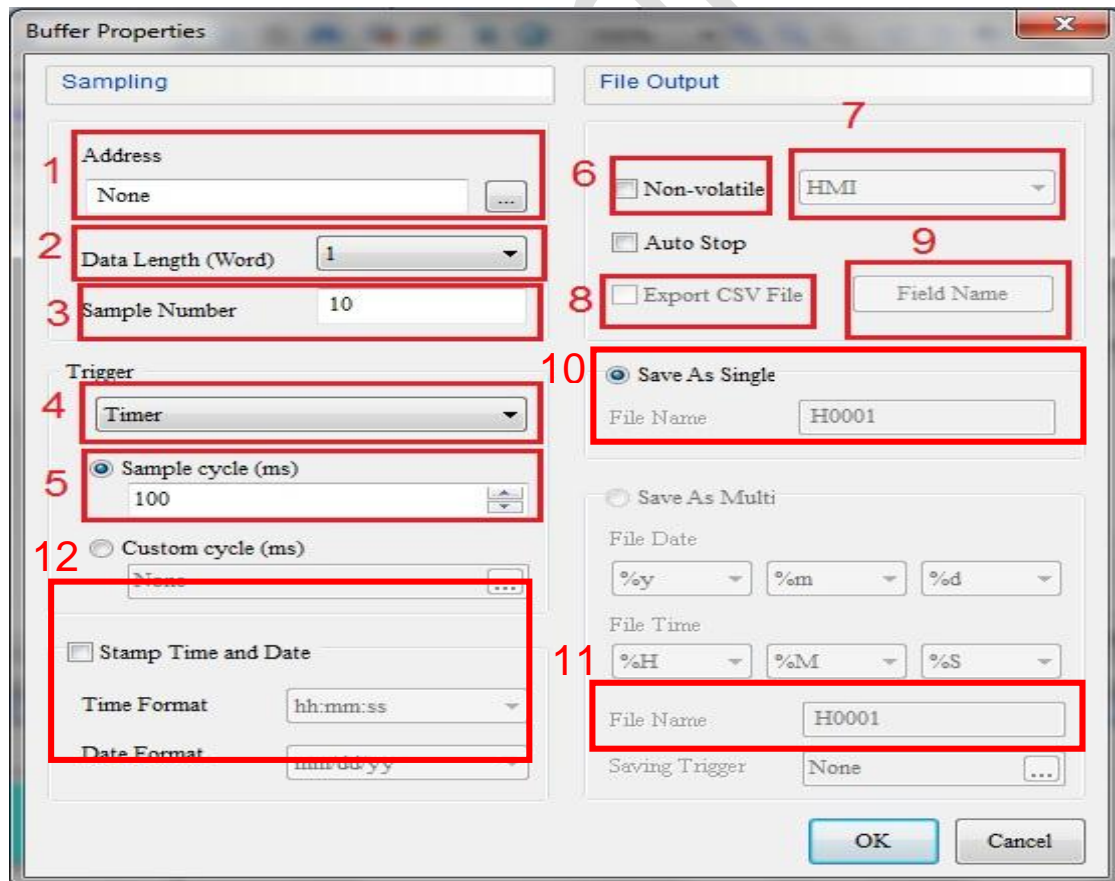 Buffer Properties
Sampling
1
Address
None
...
2
Data Length (Word)
1
3
Sample Number
10
Trigger
4
Timer
5
Sample cycle (ms)
100
12
Custom cycle (ms)
None
...
Stamp Time and Date
Time Format
hh:mm:ss
Date Format
mm/dd/yy
File Output
7
6
Non-volatile
HMI
Auto Stop
9
8
Export CSV File
Field Name
10
Save As Single
File Name
H0001
Save As Multi
File Date
%y
%m
%d
File Time
11
%H
%M
%S
File Name
H0001
Saving Trigger
None
...
OK
Cancel